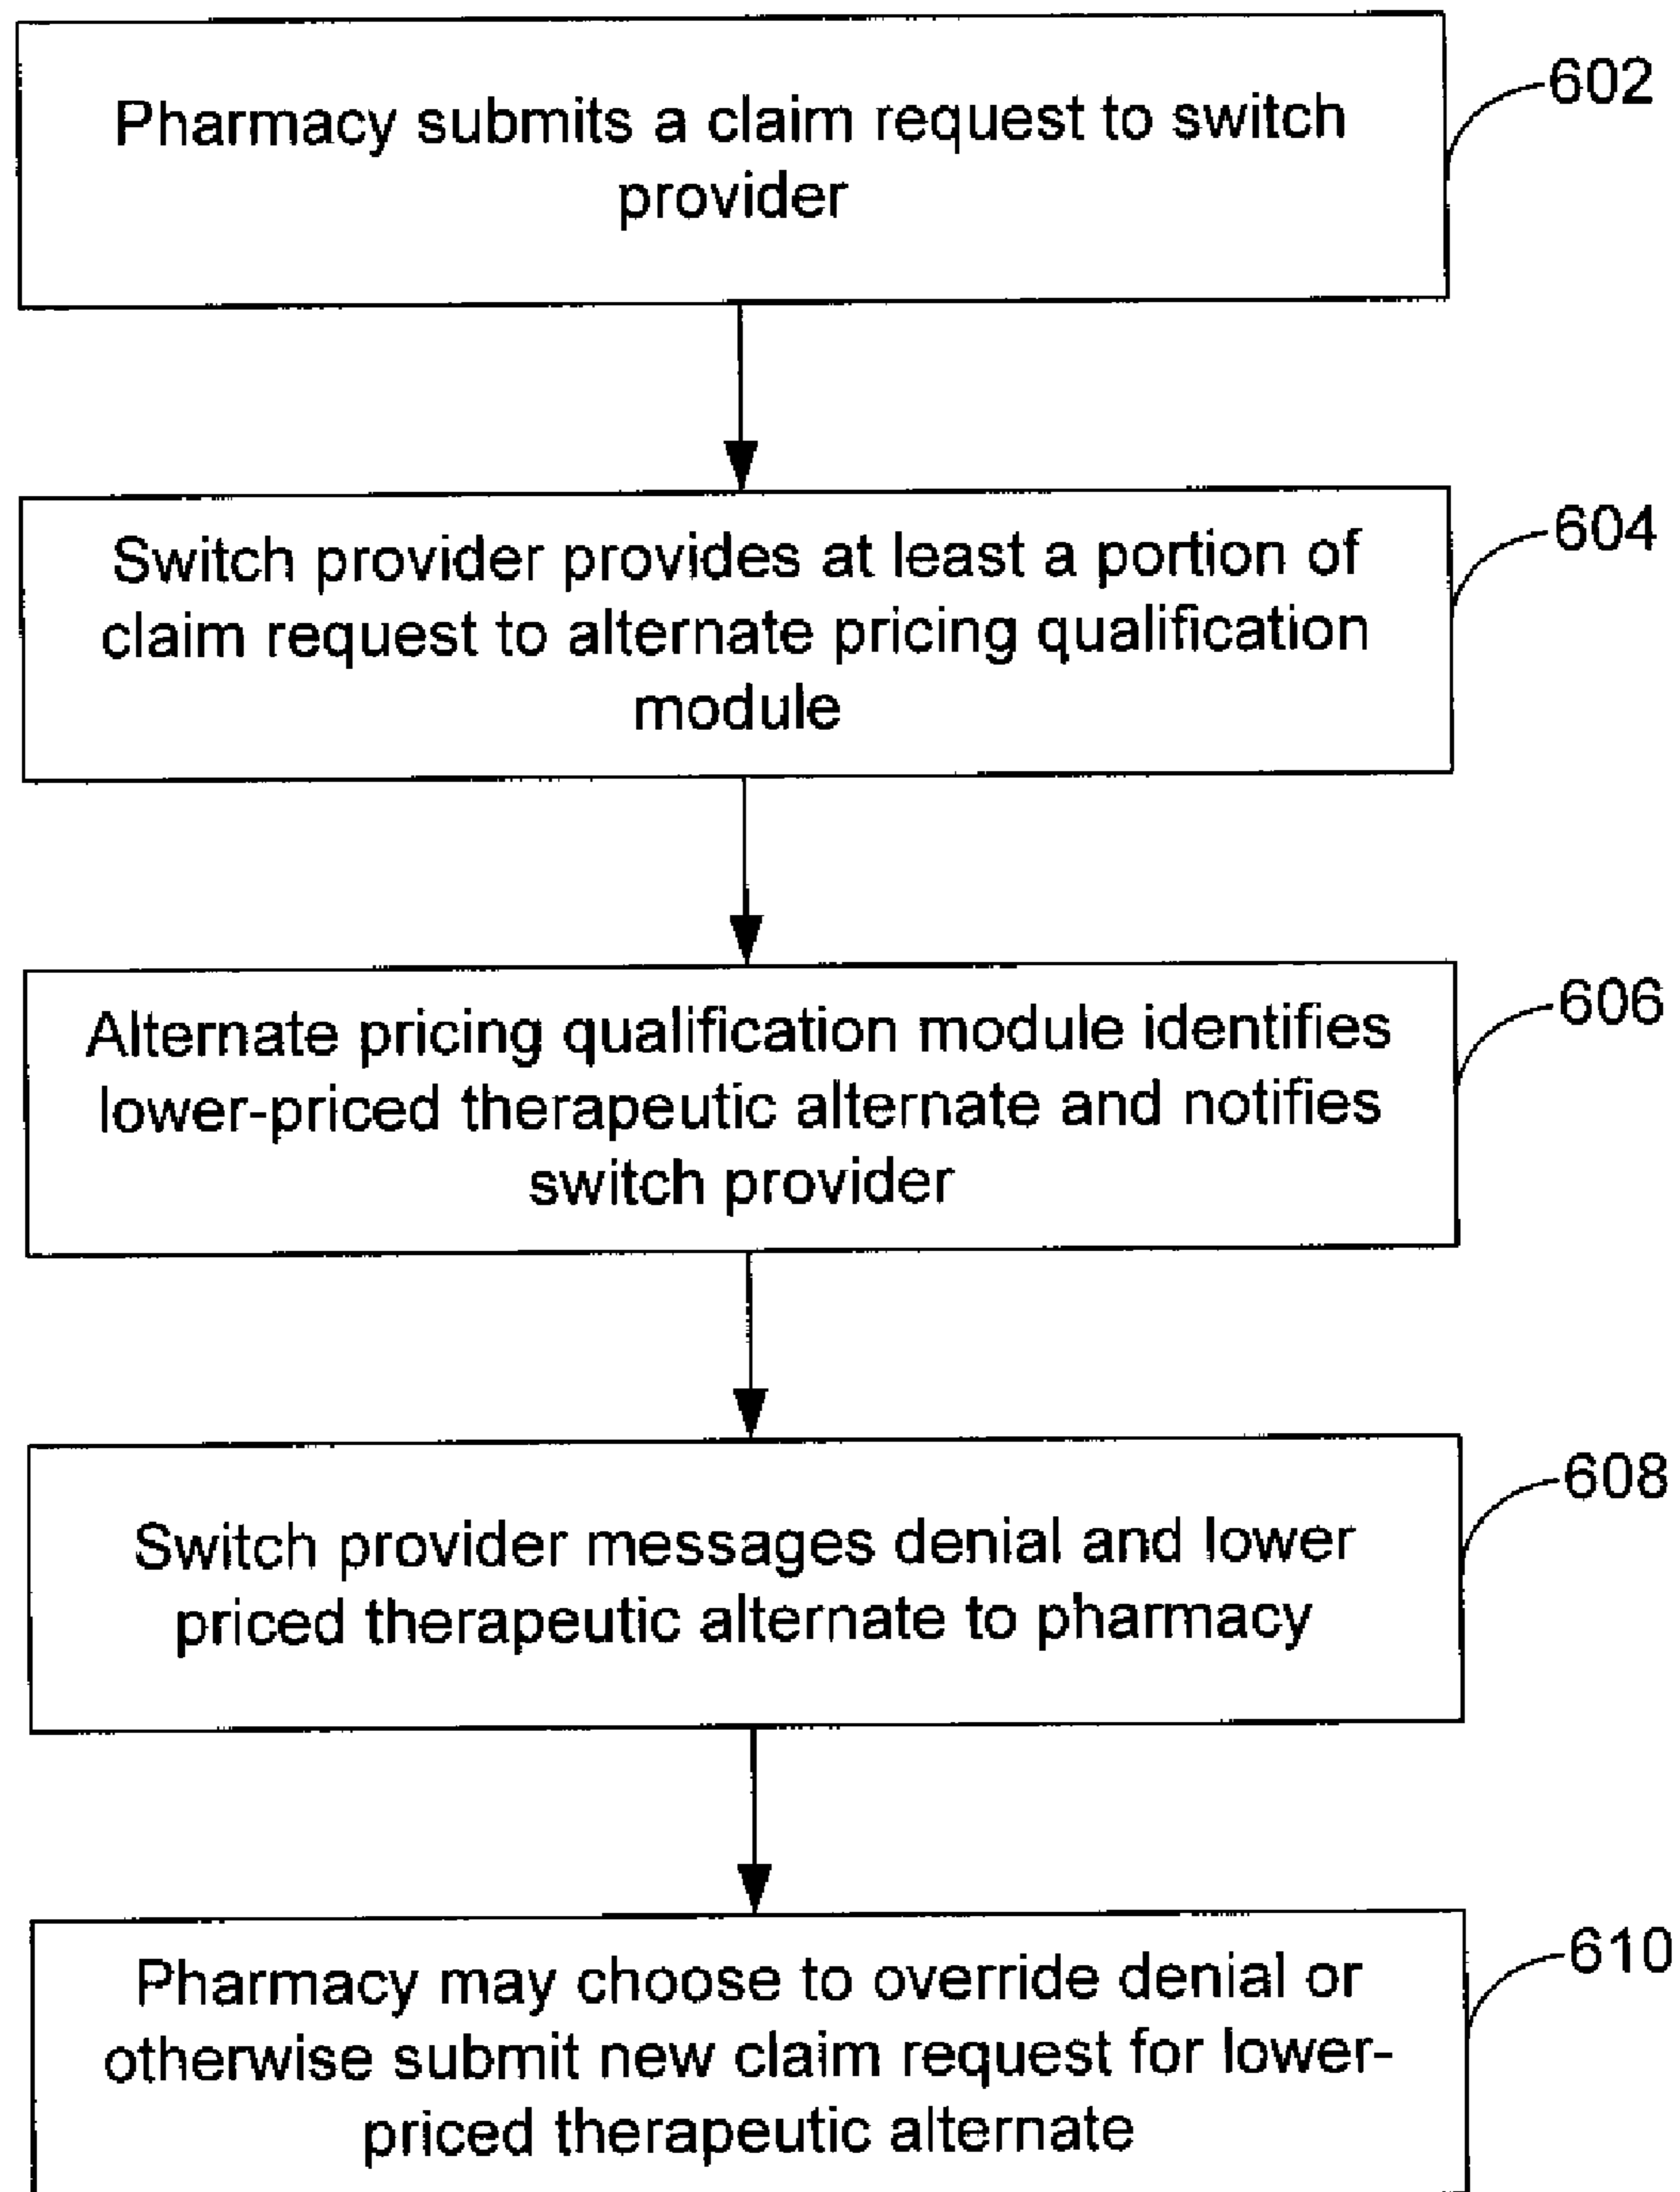 Pharmacy submits a claim request to switch
provider
602
Switch provider provides at least a portion of
claim request to alternate pricing qualification
module
604
Alternate pricing qualification module identifies
lower-priced therapeutic alternate and notifies
switch provider
606
Switch provider messages denial and lower
priced therapeutic alternate to pharmacy
608
Pharmacy may choose to override denial or
otherwise submit new claim request for lower-
priced therapeutic alternate
610